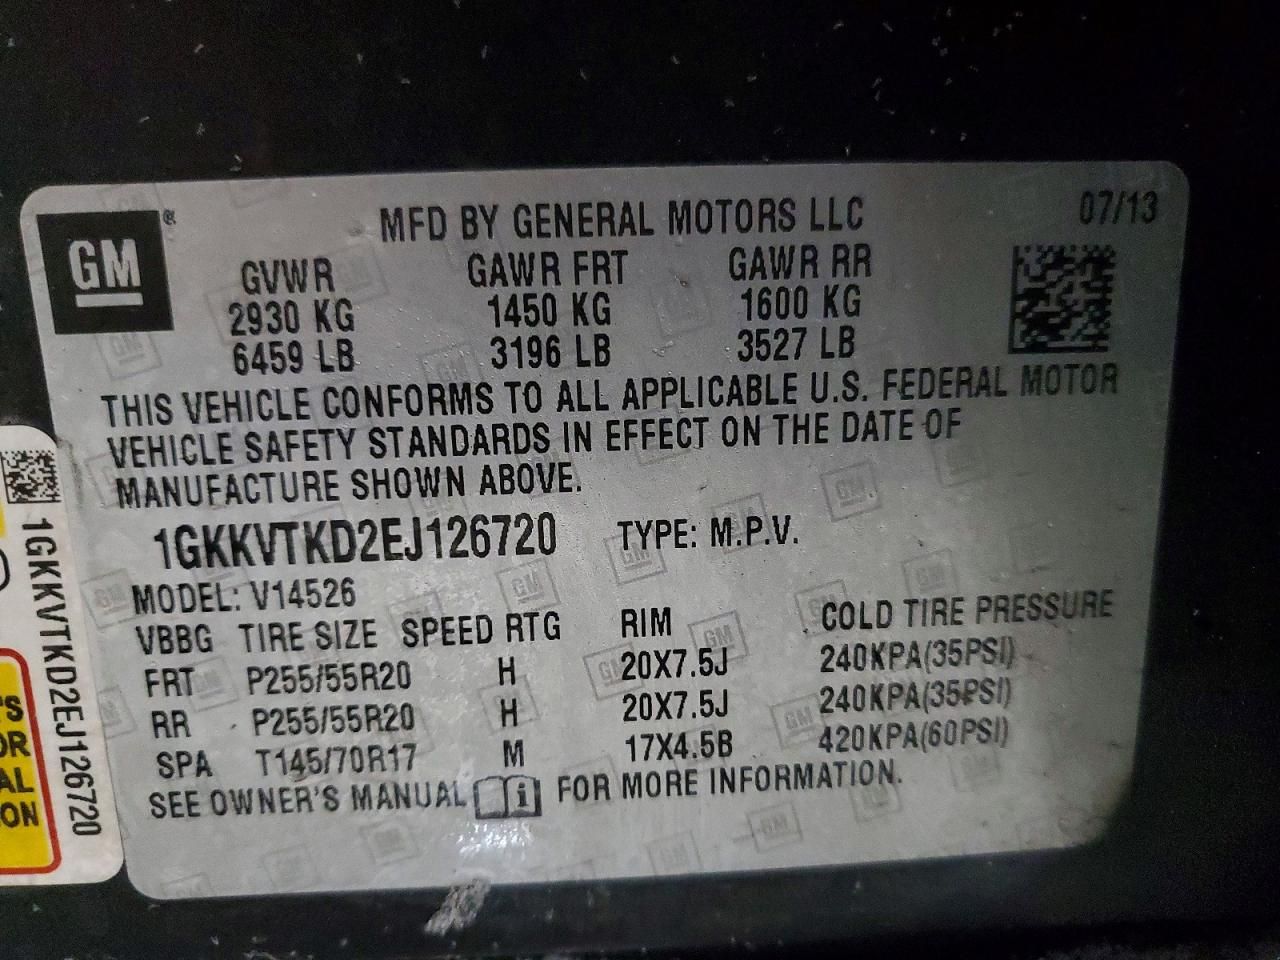 GM
®
MFD BY GENERAL MOTORS LLC
07/13
GVWR GAWR FRT GAWR RR
2930 KG 1450 KG 1600 KG
6459 LB 3196 LB 3527 LB
THIS VEHICLE CONFORMS TO ALL APPLICABLE U.S. FEDERAL MOTOR
VEHICLE SAFETY STANDARDS IN EFFECT ON THE DATE OF
MANUFACTURE SHOWN ABOVE.
1GKKVTKD2EJ126720 TYPE: M.P.V.
MODEL: V14526
VBBG TIRE SIZE SPEED RTG RIM COLD TIRE PRESSURE
FRT P255/55R20 H 20X7.5J 240KPA(35PSI)
RR P255/55R20 H 20X7.5J 240KPA(35PSI)
SPA T145/70R17 M 17X4.5B 420KPA(60PSI)
SEE OWNER'S MANUAL i FOR MORE INFORMATION.
1GKKVTKD2EJ126720